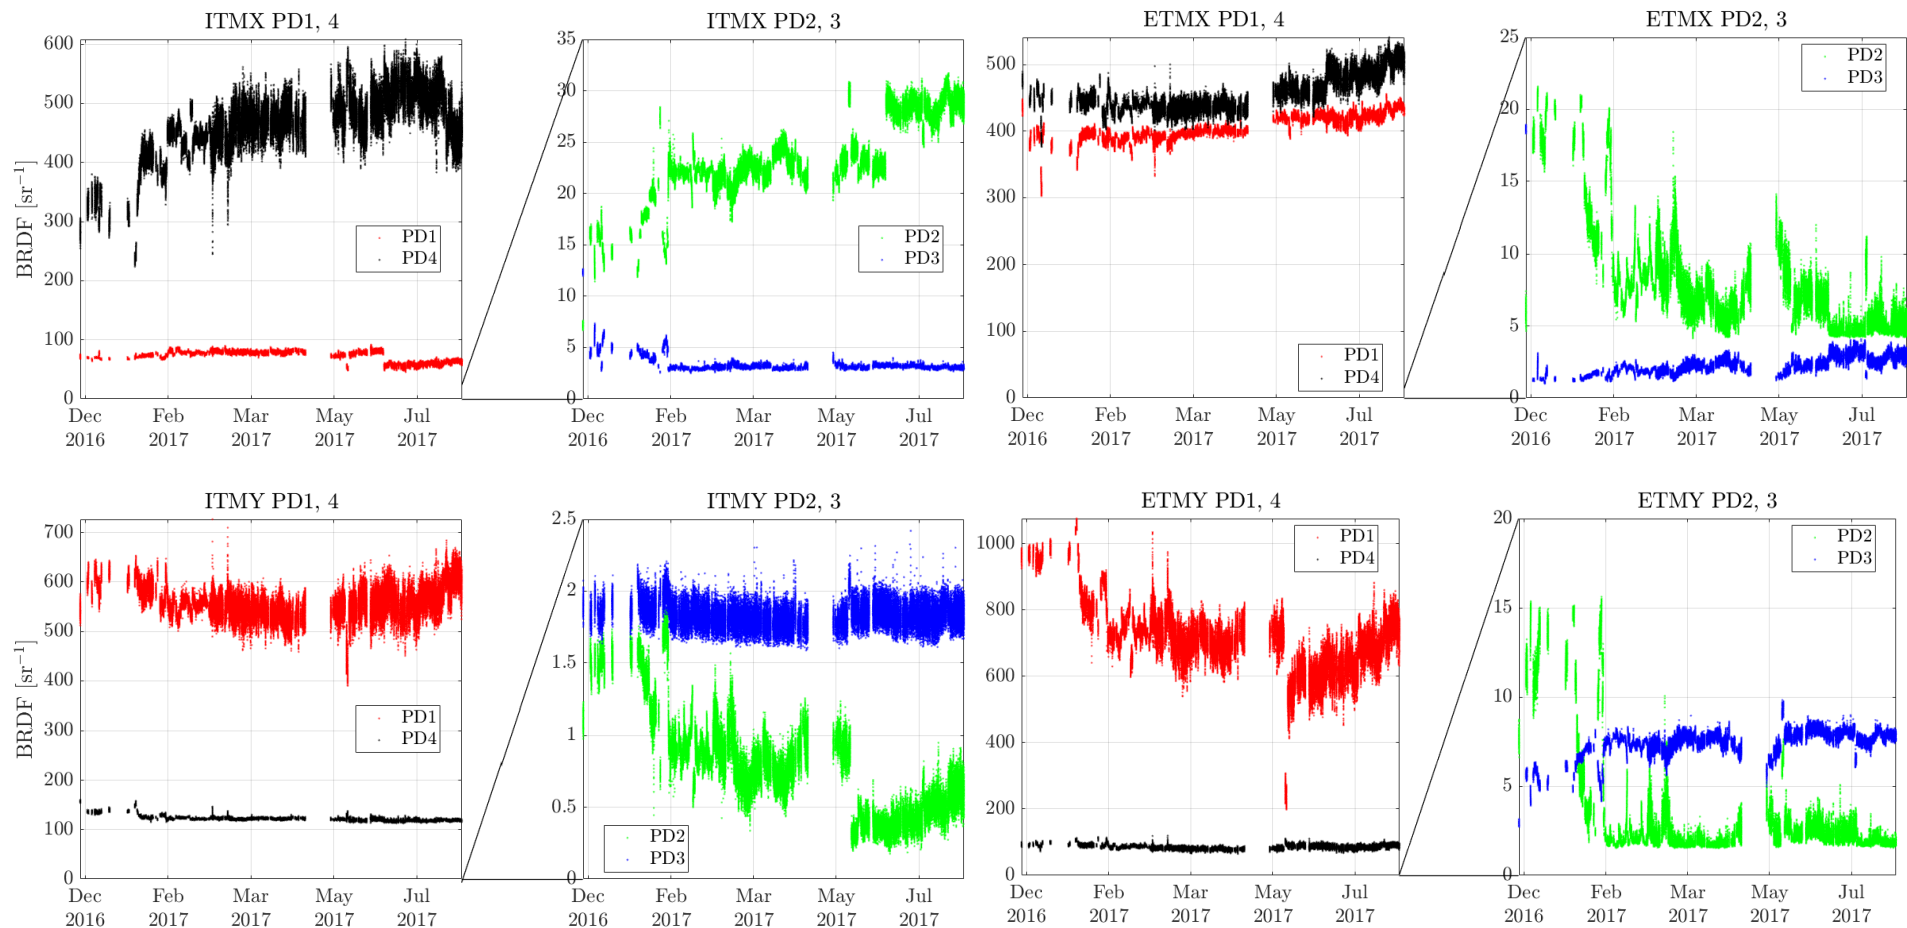 ITMX PD1, 4
BRDF [sr−1]
600
500
400
300
200
100
0
PD1
PD4
Dec Feb Mar May Jul
2016 2017 2017 2017 2017
ITMX PD2, 3
35
30
25
20
15
10
5
0
PD2
PD3
Dec Feb Mar May Jul
2016 2017 2017 2017 2017
ETMX PD1, 4
500
400
300
200
100
0
PD1
PD4
Dec Feb Mar May Jul
2016 2017 2017 2017 2017
ETMX PD2, 3
25
20
15
10
5
0
PD2
PD3
Dec Feb Mar May Jul
2016 2017 2017 2017 2017
ITMY PD1, 4
BRDF [sr−1]
700
600
500
400
300
200
100
0
PD1
PD4
Dec Feb Mar May Jul
2016 2017 2017 2017 2017
ITMY PD2, 3
2.5
2
1.5
1
0.5
0
PD2
PD3
Dec Feb Mar May Jul
2016 2017 2017 2017 2017
ETMY PD1, 4
1000
800
600
400
200
0
PD1
PD4
Dec Feb Mar May Jul
2016 2017 2017 2017 2017
ETMY PD2, 3
20
15
10
5
0
PD2
PD3
Dec Feb Mar May Jul
2016 2017 2017 2017 2017